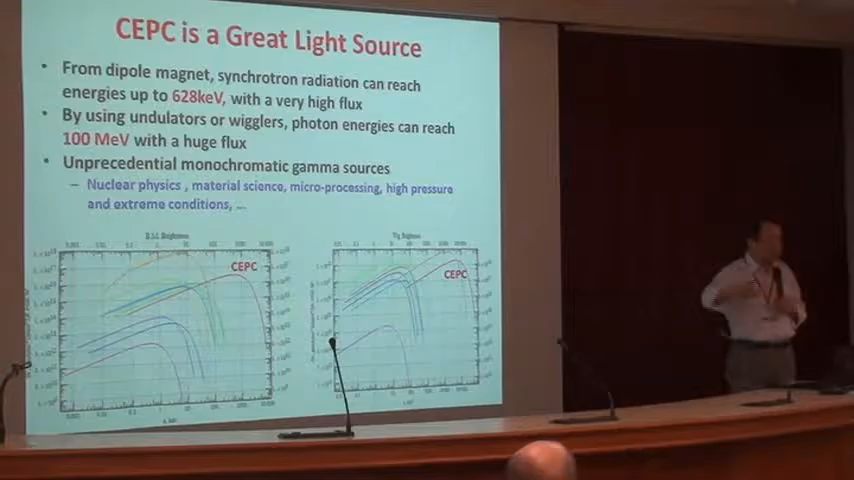 CEPC is a Great Light Source
• From dipole magnet, synchrotron radiation can reach
energies up to 628keV, with a very high flux
• By using undulators or wigglers, photon energies can reach
100 MeV with a huge flux
• Unprecedential monochromatic gamma sources
– Nuclear physics , material science, micro-processing, high pressure
and extreme conditions, ...
CEPC
CEPC